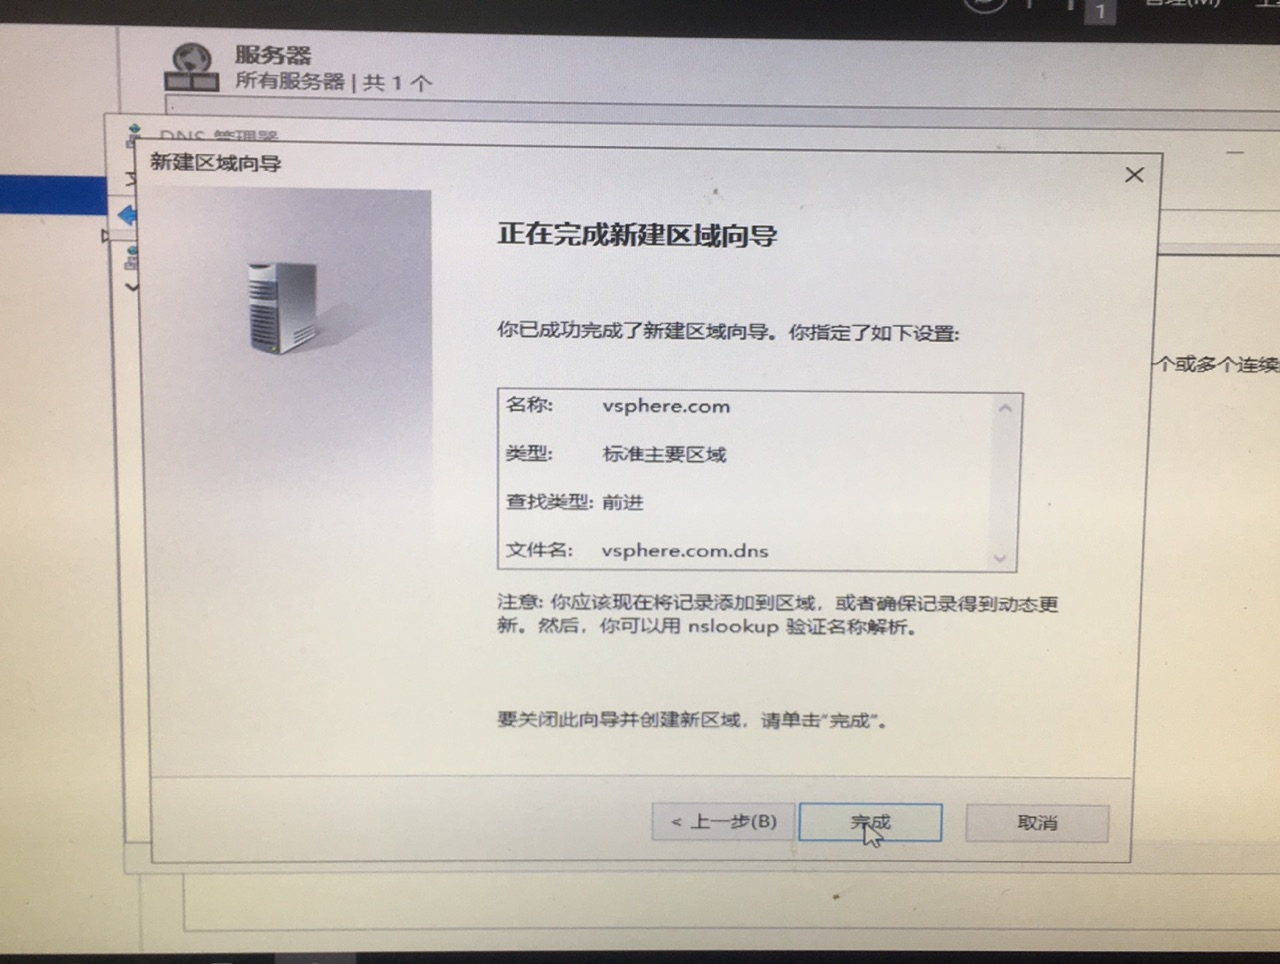 1
管理(M)
服务器
所有服务器 | 共 1 个
DNS 管理器
新建区域向导
正在完成新建区域向导
你已成功完成了新建区域向导。你指定了如下设置:
个或多个连续
名称: vsphere.com
类型: 标准主要区域
查找类型: 前进
文件名: vsphere.com.dns
注意: 你应该现在将记录添加到区域，或者确保记录得到动态更
新。然后，你可以用 nslookup 验证名称解析。
要关闭此向导并创建新区域，请单击"完成"。
< 上一步(B)
完成
取消